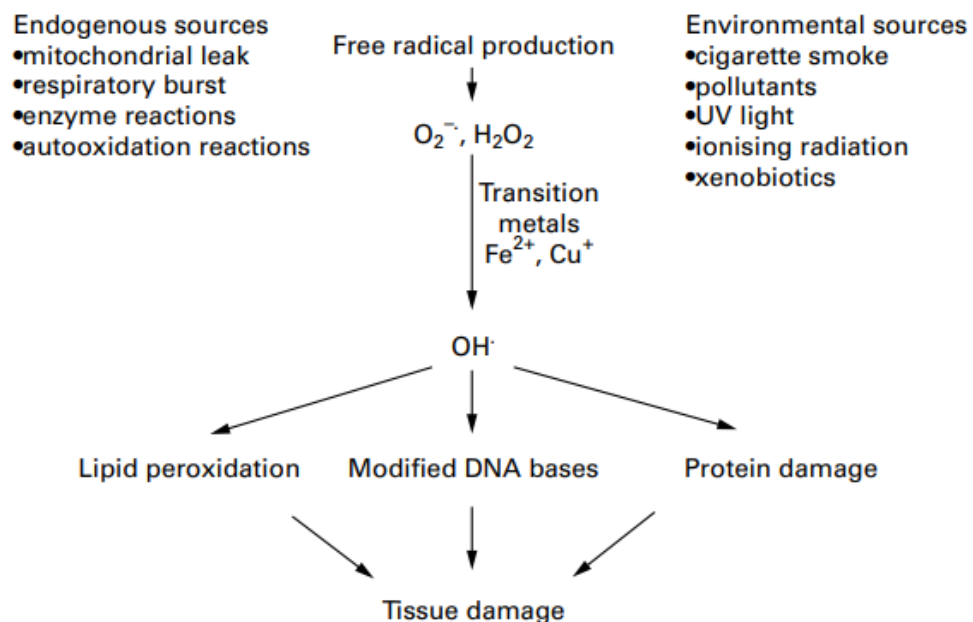 Endogenous sources
•mitochondrial leak
•respiratory burst
•enzyme reactions
•autooxidation reactions
Free radical production
Environmental sources
•cigarette smoke
•pollutants
•UV light
•ionising radiation
•xenobiotics
O₂⁻·, H₂O₂
Transition
metals
Fe²⁺, Cu⁺
OH·
Lipid peroxidation
Modified DNA bases
Protein damage
Tissue damage